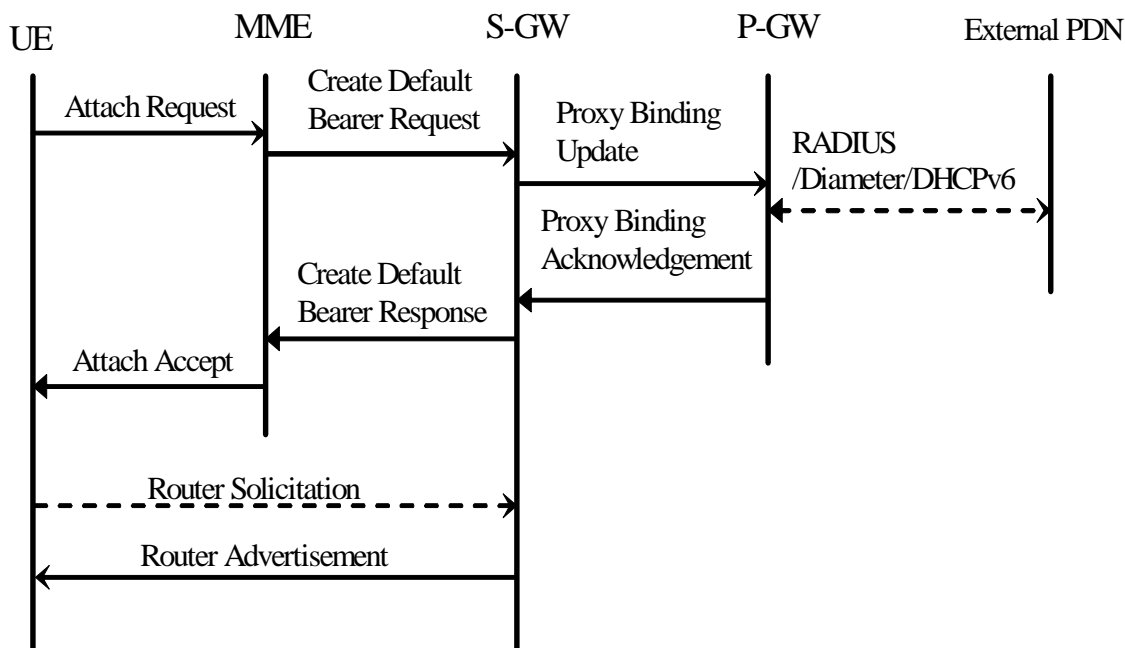 UE
MME
S-GW
P-GW
External PDN
Attach Request
Create Default
Bearer Request
Proxy Binding
Update
RADIUS
/Diameter/DHCPv6
Proxy Binding
Acknowledgement
Create Default
Bearer Response
Attach Accept
Router Solicitation
Router Advertisement